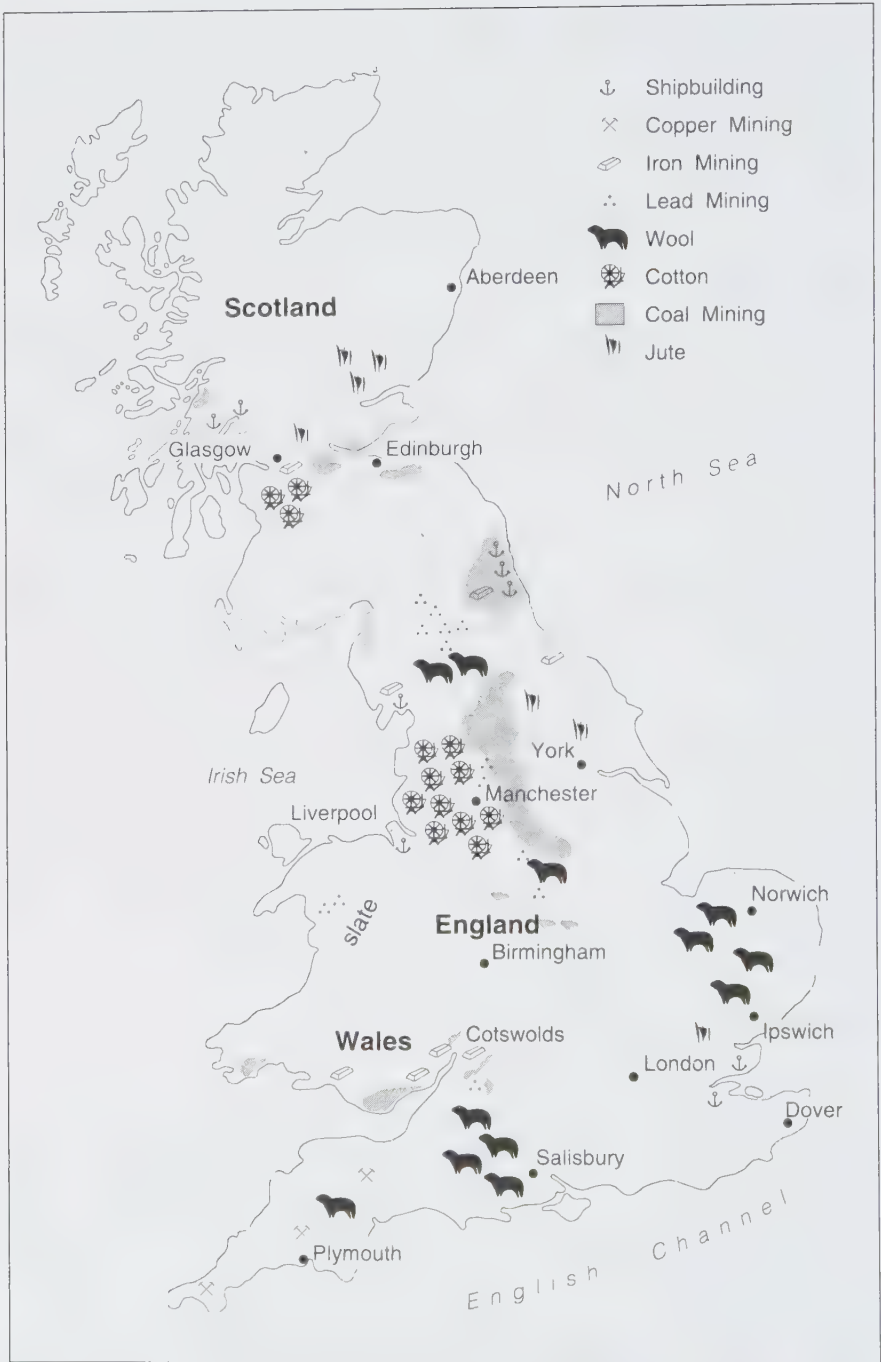 Shipbuilding
Copper Mining
Iron Mining
Lead Mining
Wool
Cotton
Coal Mining
Jute
Aberdeen
Scotland
Glasgow
Edinburgh
North Sea
York
Irish Sea
Manchester
Liverpool
Norwich
slate
England
Birmingham
Ipswich
Wales
Cotswolds
London
Dover
Salisbury
Plymouth
English Channel